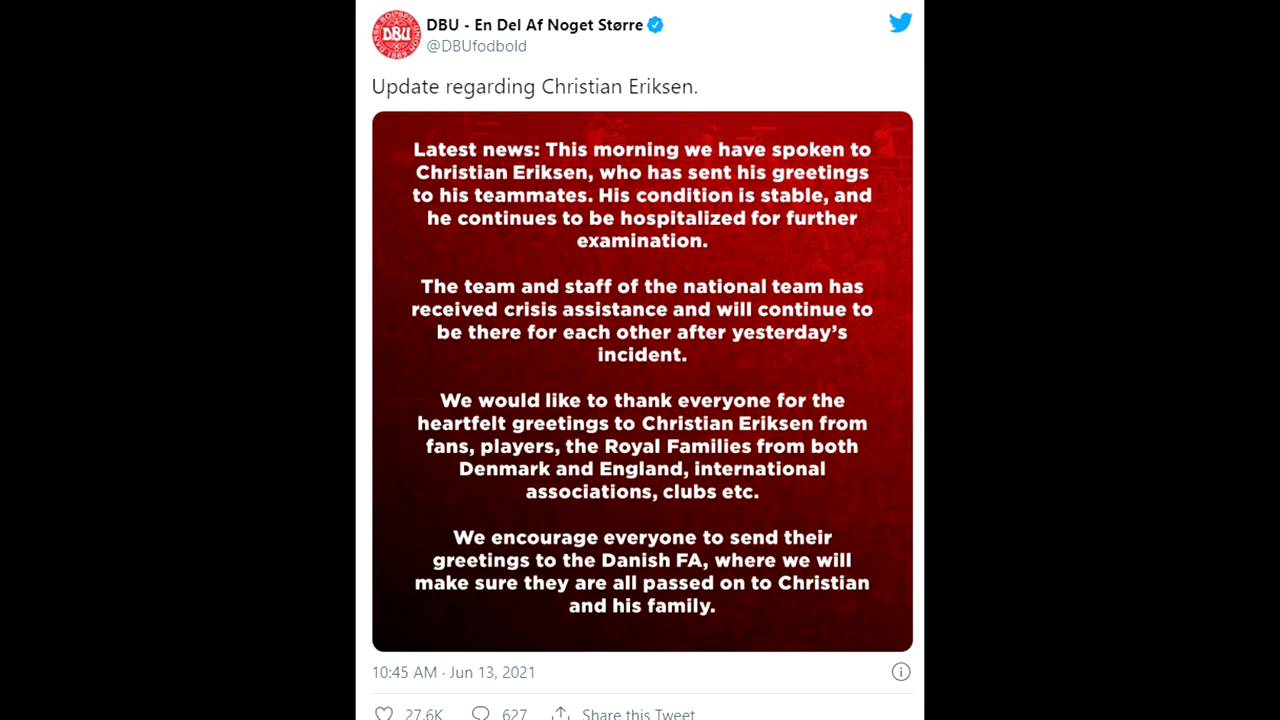 DBU - En Del Af Noget Større
@DBUfodbold
Update regarding Christian Eriksen.
DBU
Latest news: This morning we have spoken to
Christian Eriksen, who has sent his greetings
to his teammates. His condition is stable, and
he continues to be hospitalized for further
examination.
The team and staff of the national team has
received crisis assistance and will continue to
be there for each other after yesterday's
incident.
We would like to thank everyone for the
heartfelt greetings to Christian Eriksen from
fans, players, the Royal Families from both
Denmark and England, international
associations, clubs etc.
We encourage everyone to send their
greetings to the Danish FA, where we will
make sure they are all passed on to Christian
and his family.
10:45 AM · Jun 13, 2021
27.6K 627 Share this Tweet